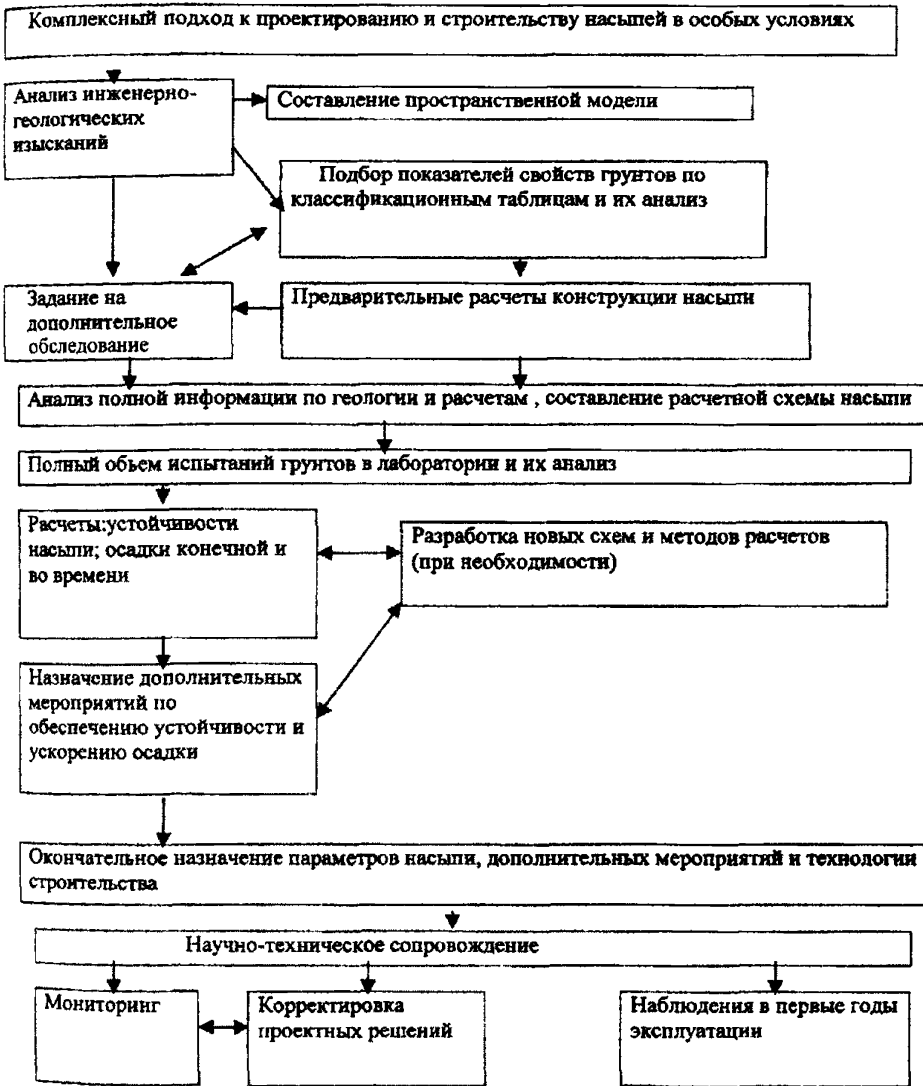 Комплексный подход к проектированию и строительству насыпей в особых условиях
Анализ инженерно-
геологических
изысканий
Составление пространственной модели
Подбор показателей свойств грунтов по
классификационным таблицам и их анализ
Задание на
дополнительное
обследование
Предварительные расчеты конструкции насыпи
Анализ полной информации по геологии и расчетам , составление расчетной схемы насыпи
Полный объем испытаний грунтов в лаборатории и их анализ
Расчеты:устойчивости
насыпи; осадки конечной и
во времени
Разработка новых схем и методов расчетов
(при необходимости)
Назначение дополнительных
мероприятий по
обеспечению устойчивости и
ускорению осадки
Окончательное назначение параметров насыпи, дополнительных мероприятий и технологии
строительства
Научно-техническое сопровождение
Мониторинг
Корректировка
проектных решений
Наблюдения в первые годы
эксплуатации